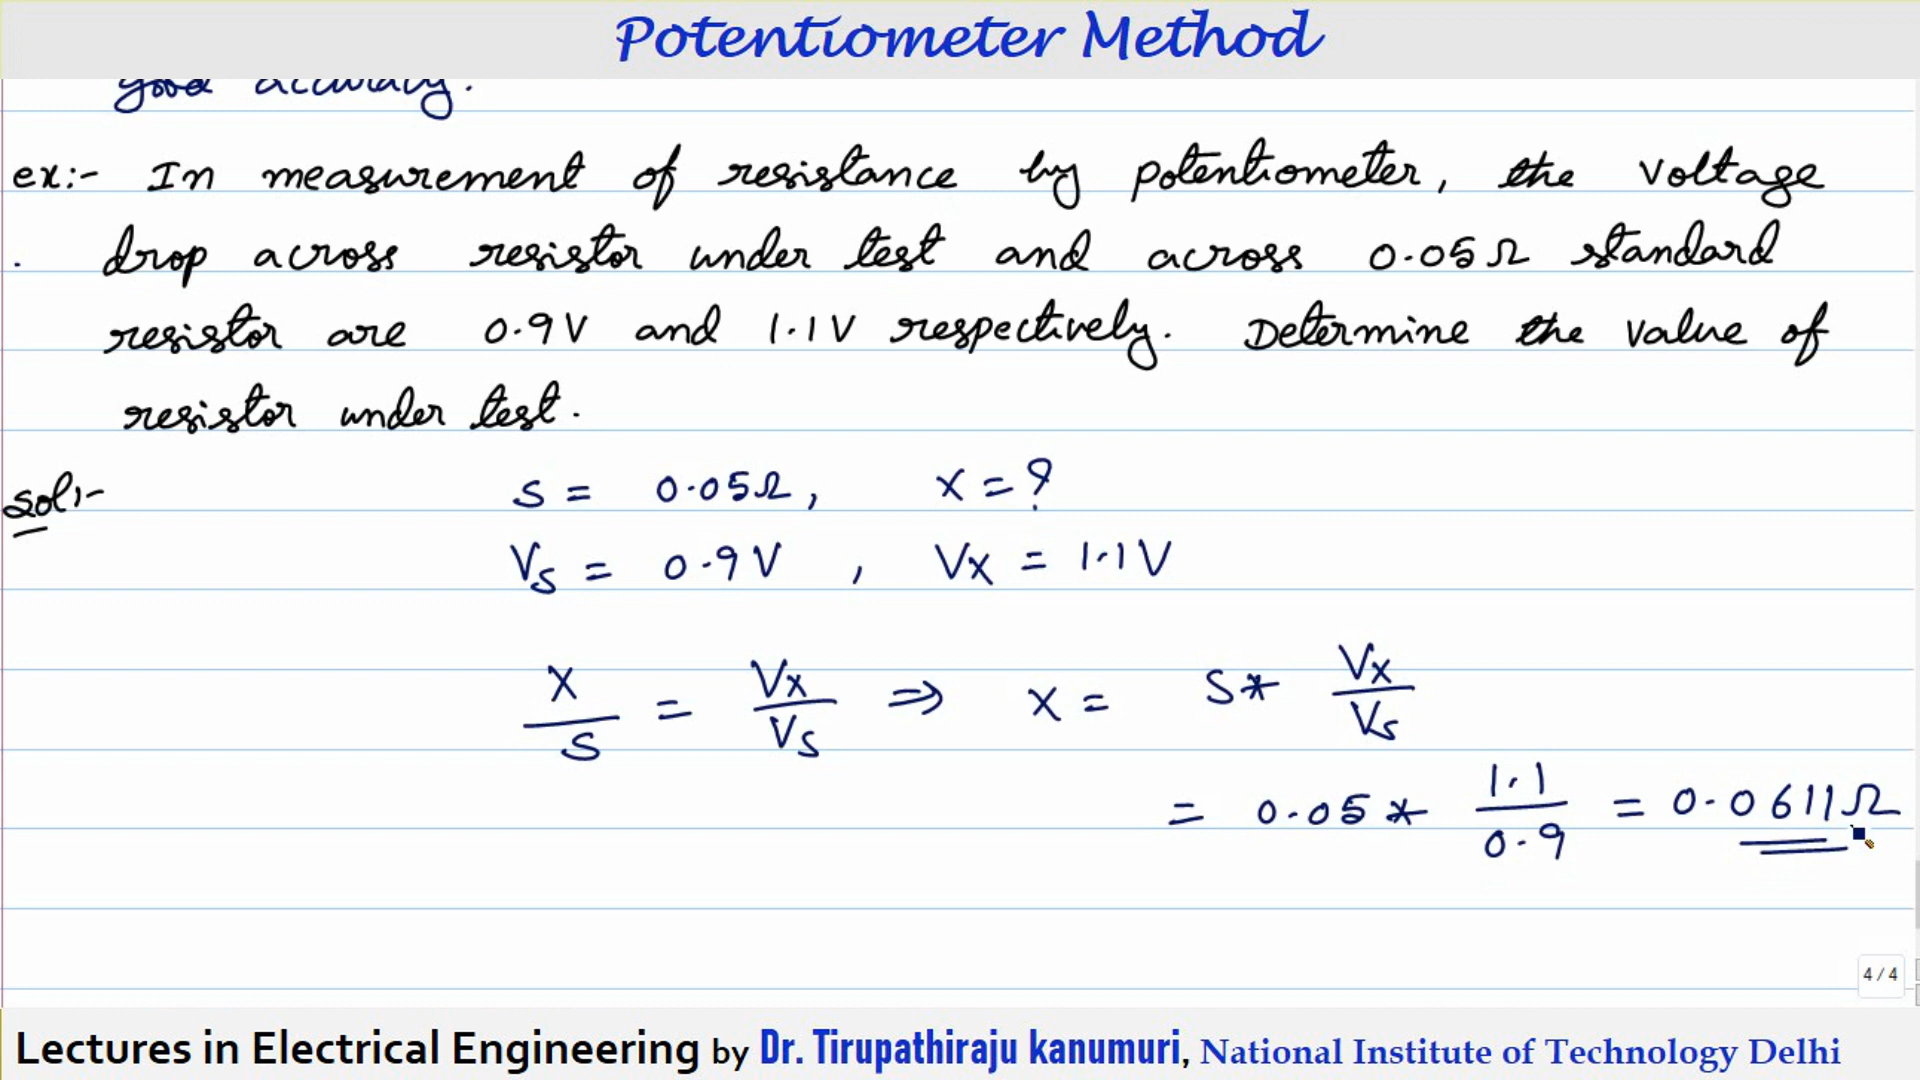 Potentiometer Method
good accuracy.
ex:- In measurement of resistance by potentiometer, the voltage
drop across resistor under test and across 0.05Ω standard
resistor are 0.9V and 1.1V respectively. Determine the value of
resistor under test.
sol:- S = 0.05Ω, X = ?
Vs = 0.9V , Vx = 1.1V
X/S = Vx/Vs ⇒ X = S* Vx/Vs
= 0.05* 1.1/0.9 = 0.0611Ω
4/4
Lectures in Electrical Engineering by Dr. Tirupathiraju kanumuri, National Institute of Technology Delhi